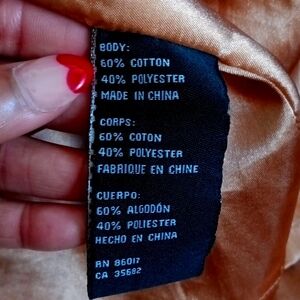 BODY:
60% COTTON
40% POLYESTER
MADE IN CHINA
CORPS:
60% COTON
40% POLYESTER
FABRIQUE EN CHINE
CUERPO:
60% ALGODÓN
40% POLIESTER
HECHO EN CHINA
RN 86017
CA 35682